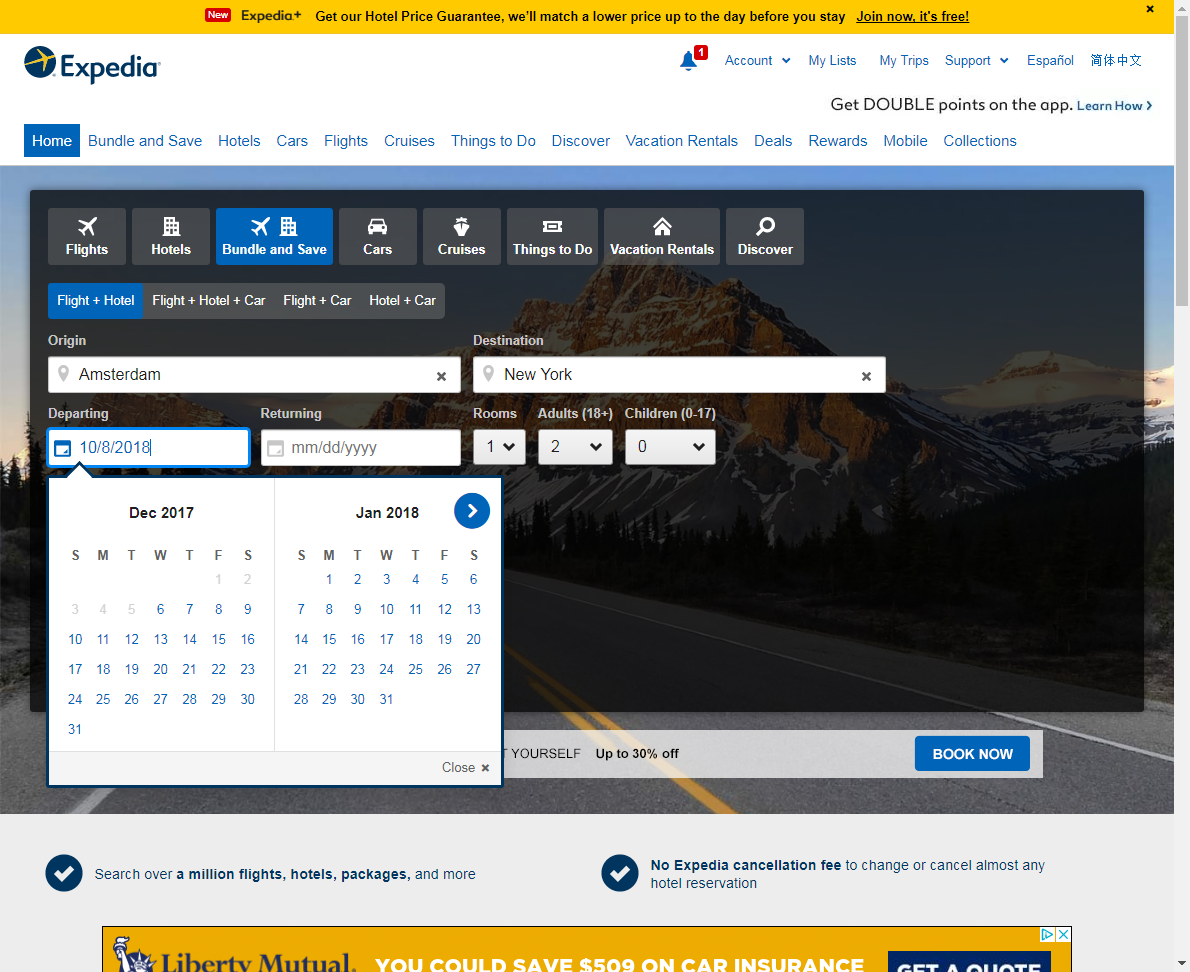 New Expedia+ Get our Hotel Price Guarantee, we'll match a lower price up to the day before you stay Join now, it's free!
Expedia
1 Account My Lists My Trips Support Español 简体中文
Get DOUBLE points on the app. Learn How
Home Bundle and Save Hotels Cars Flights Cruises Things to Do Discover Vacation Rentals Deals Rewards Mobile Collections
Flights Hotels Bundle and Save Cars Cruises Things to Do Vacation Rentals Discover
Flight + Hotel Flight + Hotel + Car Flight + Car Hotel + Car
Origin Destination
Amsterdam New York
Departing Returning Rooms Adults (18+) Children (0-17)
10/8/2018 mm/dd/yyyy 1 2 0
Dec 2017 Jan 2018
S M T W T F S S M T W T F S
1 2 1 2 3 4 5 6
3 4 5 6 7 8 9 7 8 9 10 11 12 13
10 11 12 13 14 15 16 14 15 16 17 18 19 20
17 18 19 20 21 22 23 21 22 23 24 25 26 27
24 25 26 27 28 29 30 28 29 30 31
31
T YOURSELF Up to 30% off BOOK NOW
Close
Search over a million flights, hotels, packages, and more
No Expedia cancellation fee to change or cancel almost any
hotel reservation
Liberty Mutual. YOU COULD SAVE $509 ON CAR INSURANCE GET A QUOTE